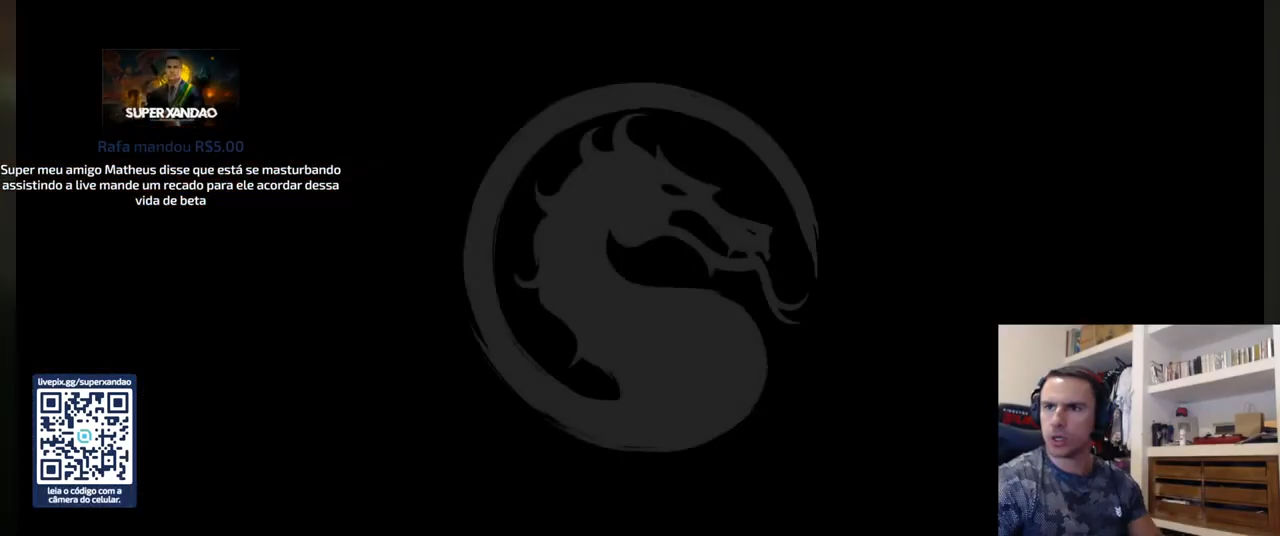 SUPER XANDAO
Rafa mandou R$5.00
Super meu amigo Matheus disse que está se masturbando
assistindo a live mande um recado para ele acordar dessa
vida de beta
livepix.gg/superxandao
leia o código com a
câmera do celular.